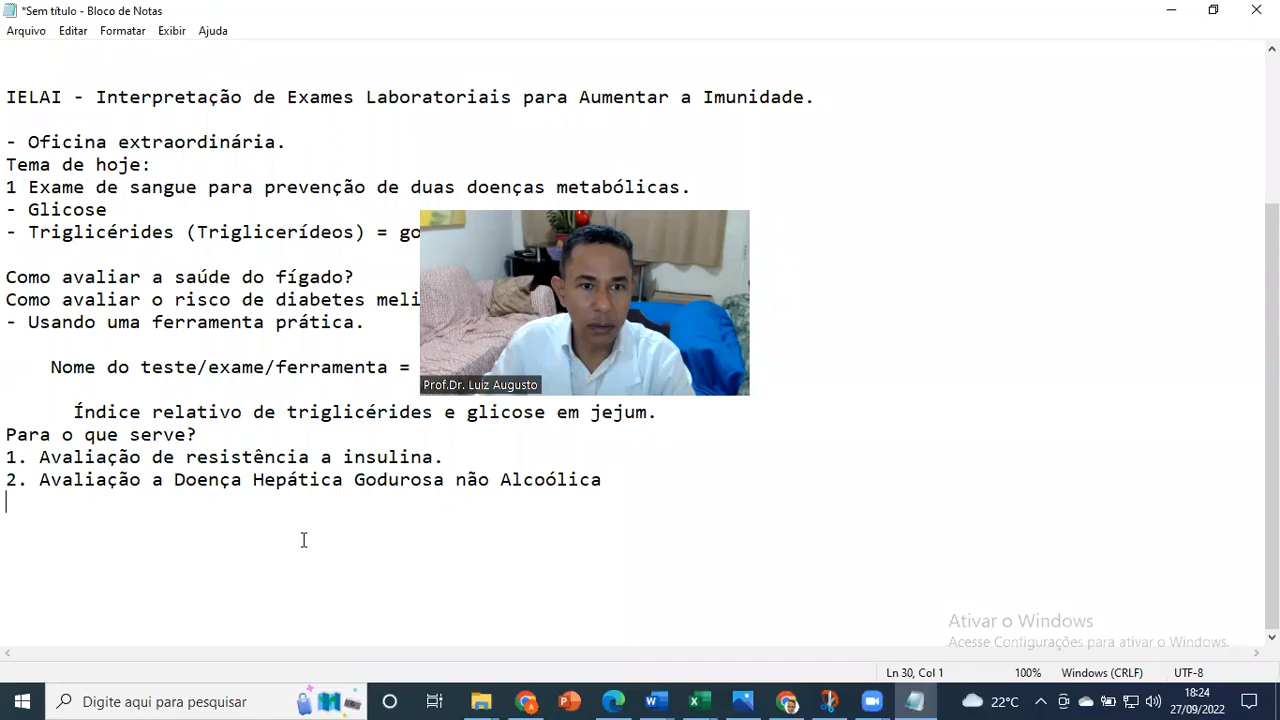 *Sem título - Bloco de Notas
Arquivo Editar Formatar Exibir Ajuda
IELAI - Interpretação de Exames Laboratoriais para Aumentar a Imunidade.
- Oficina extraordinária.
Tema de hoje:
1 Exame de sangue para prevenção de duas doenças metabólicas.
- Glicose
- Triglicérides (Triglicerídeos) = go
Como avaliar a saúde do fígado?
Como avaliar o risco de diabetes meli
- Usando uma ferramenta prática.
Nome do teste/exame/ferramenta =
Prof.Dr. Luiz Augusto
Índice relativo de triglicérides e glicose em jejum.
Para o que serve?
1. Avaliação de resistência a insulina.
2. Avaliação a Doença Hepática Godurosa não Alcoólica
Ativar o Windows
Acesse Configurações para ativar o Windows.
Ln 30, Col 1 100% Windows (CRLF) UTF-8
Digite aqui para pesquisar
22°C
18:24
27/09/2022